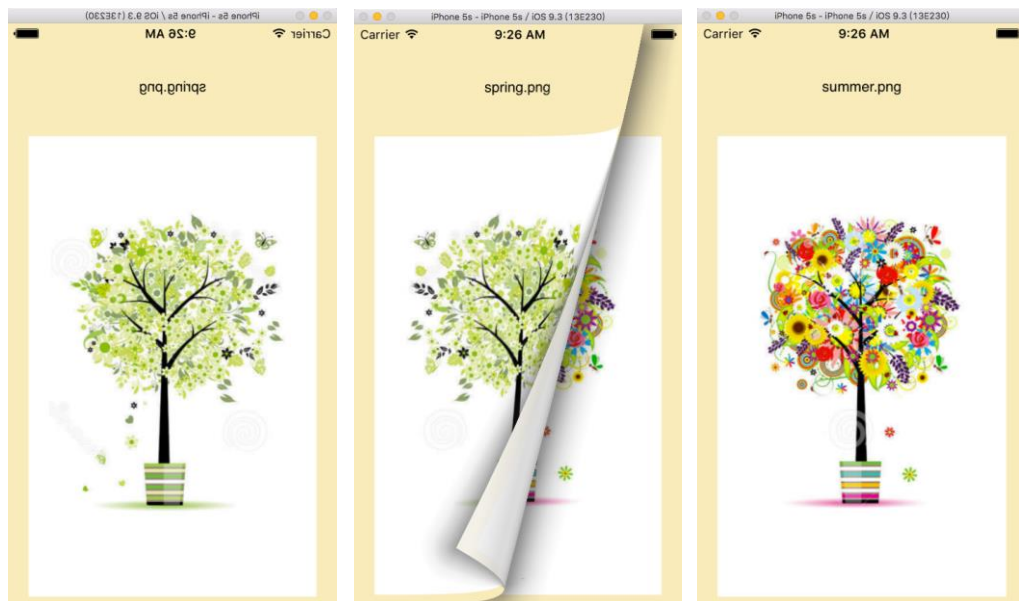 iPhone 5s - iPhone 5s / iOS 9.3 (13E230)
Carrier 9:26 AM
spring.png
iPhone 5s - iPhone 5s / iOS 9.3 (13E230)
Carrier 9:26 AM
spring.png
iPhone 5s - iPhone 5s / iOS 9.3 (13E230)
Carrier 9:26 AM
summer.png